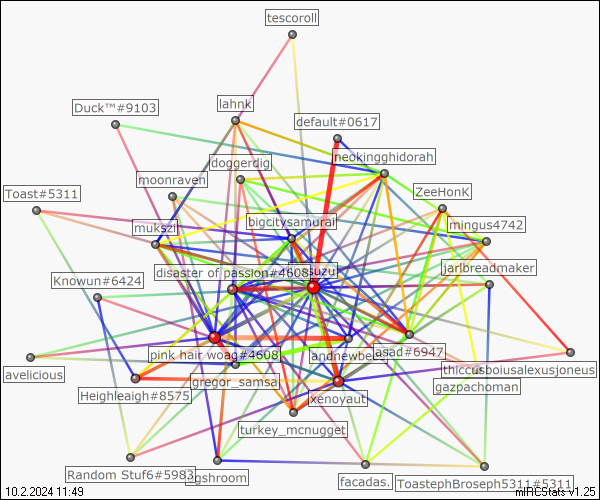 tescoroll
Duck™#9103
lahnk
default#0617
neokingghidorah
doggerdig
moonraven
Toast#5311
ZeeHonK
bigcitysamurai
mukszi
mingus4742
disaster of passion#4608
suzu
jarlbreadmaker
Knowun#6424
pink hair woag#4608
landnewbee
asad#6947
thiccusboiusalexusjoneus
avelicious
gregor_samsa
gazpachoman
Heighleaigh#8575
xenoyaut
turkey_mcnugget
Random Stuf6#5983
gshroom
facadas.
ToastephBroseph5311#5311
10.2.2024 11:49
mIRCStats v1.25